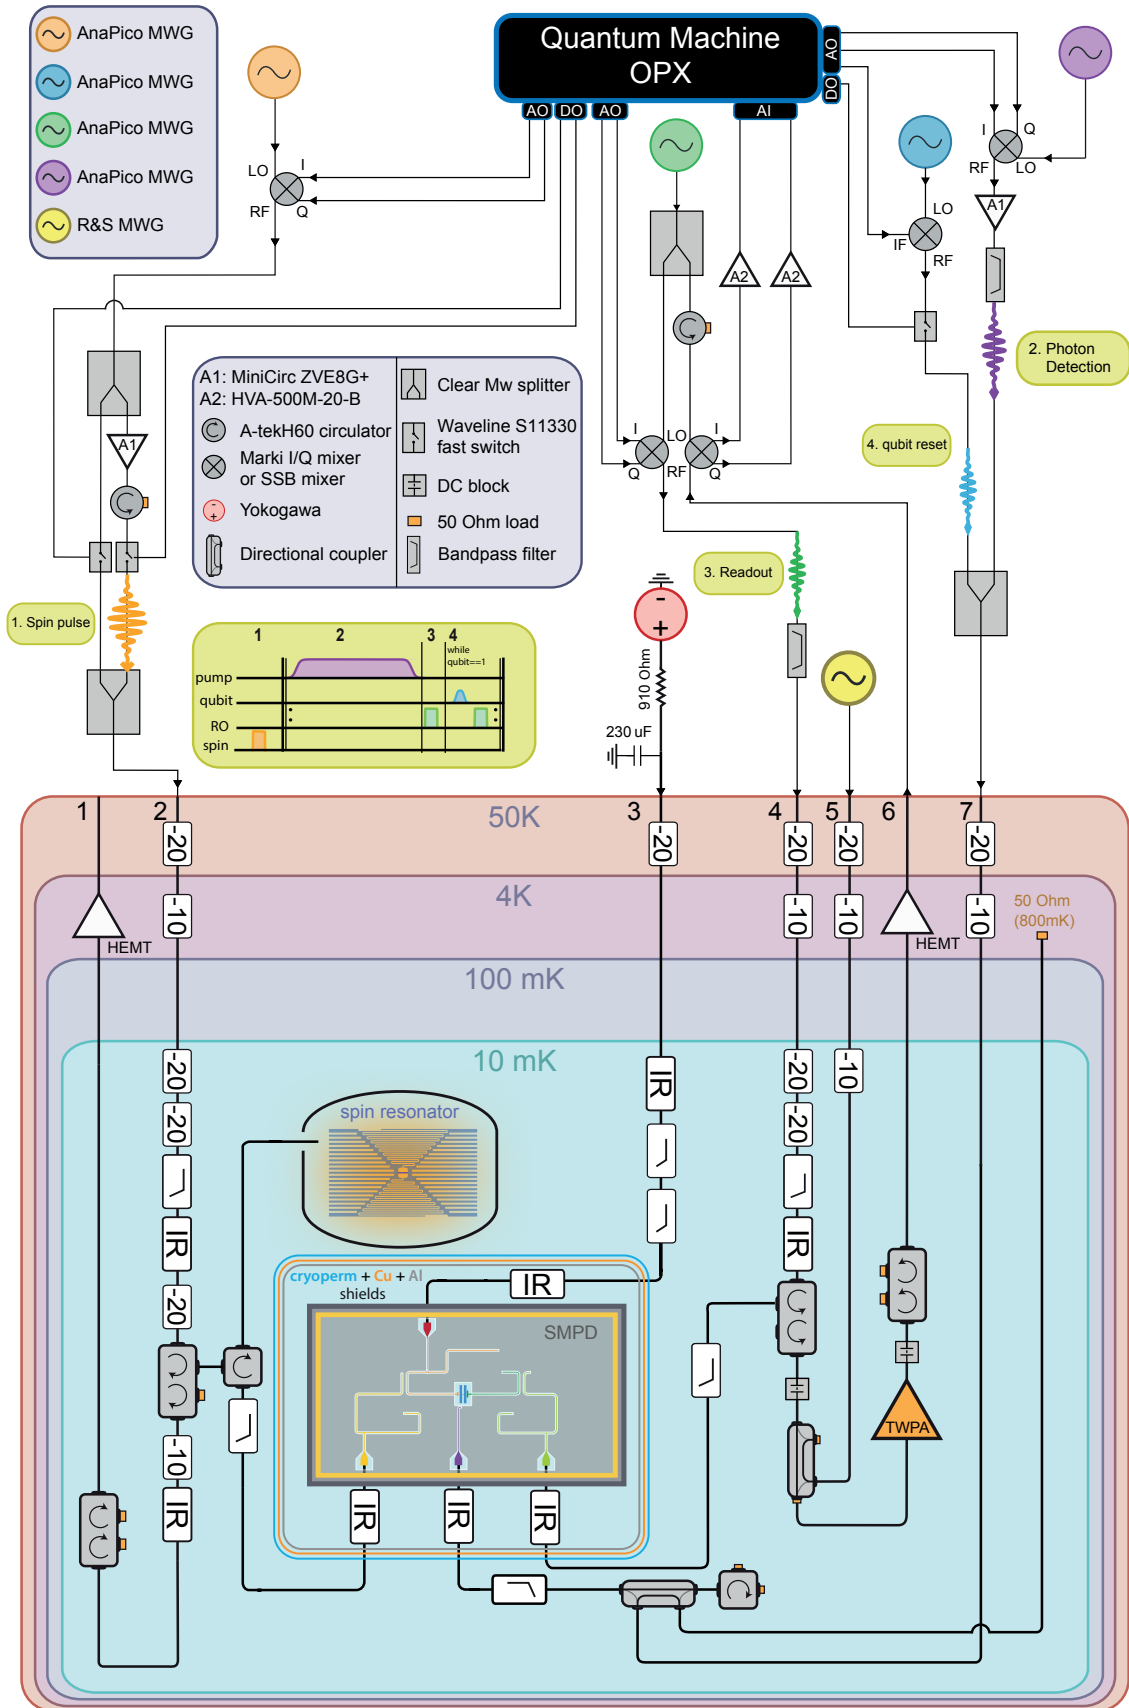 AnaPico MWG
AnaPico MWG
AnaPico MWG
AnaPico MWG
R&S MWG
Quantum Machine
OPX
AO
DO
AO
DO
AO
AI
LO
I
RF
Q
I
Q
RF
LO
A1
LO
IF
RF
A2
A2
A1
I
LO
I
Q
RF
Q
A1: MiniCirc ZVE8G+
A2: HVA-500M-20-B
A-tekH60 circulator
Marki I/Q mixer
or SSB mixer
Yokogawa
Directional coupler
Clear Mw splitter
Waveline S11330
fast switch
DC block
50 Ohm load
Bandpass filter
-
+
2. Photon
Detection
4. qubit reset
3. Readout
1. Spin pulse
1
2
3
4
while
qubit==1
pump
qubit
RO
spin
-
+
910 Ohm
230 uF
1
2
3
4
5
6
7
50K
-20
-20
-20
-20
-20
4K
-10
-10
-10
-10
HEMT
HEMT
50 Ohm
(800mK)
100 mK
10 mK
-20
-20
IR
-20
-10
IR
spin resonator
IR
-20
-20
IR
-10
cryoperm + Cu + Al
shields
IR
SMPD
TWPA
IR
IR
IR